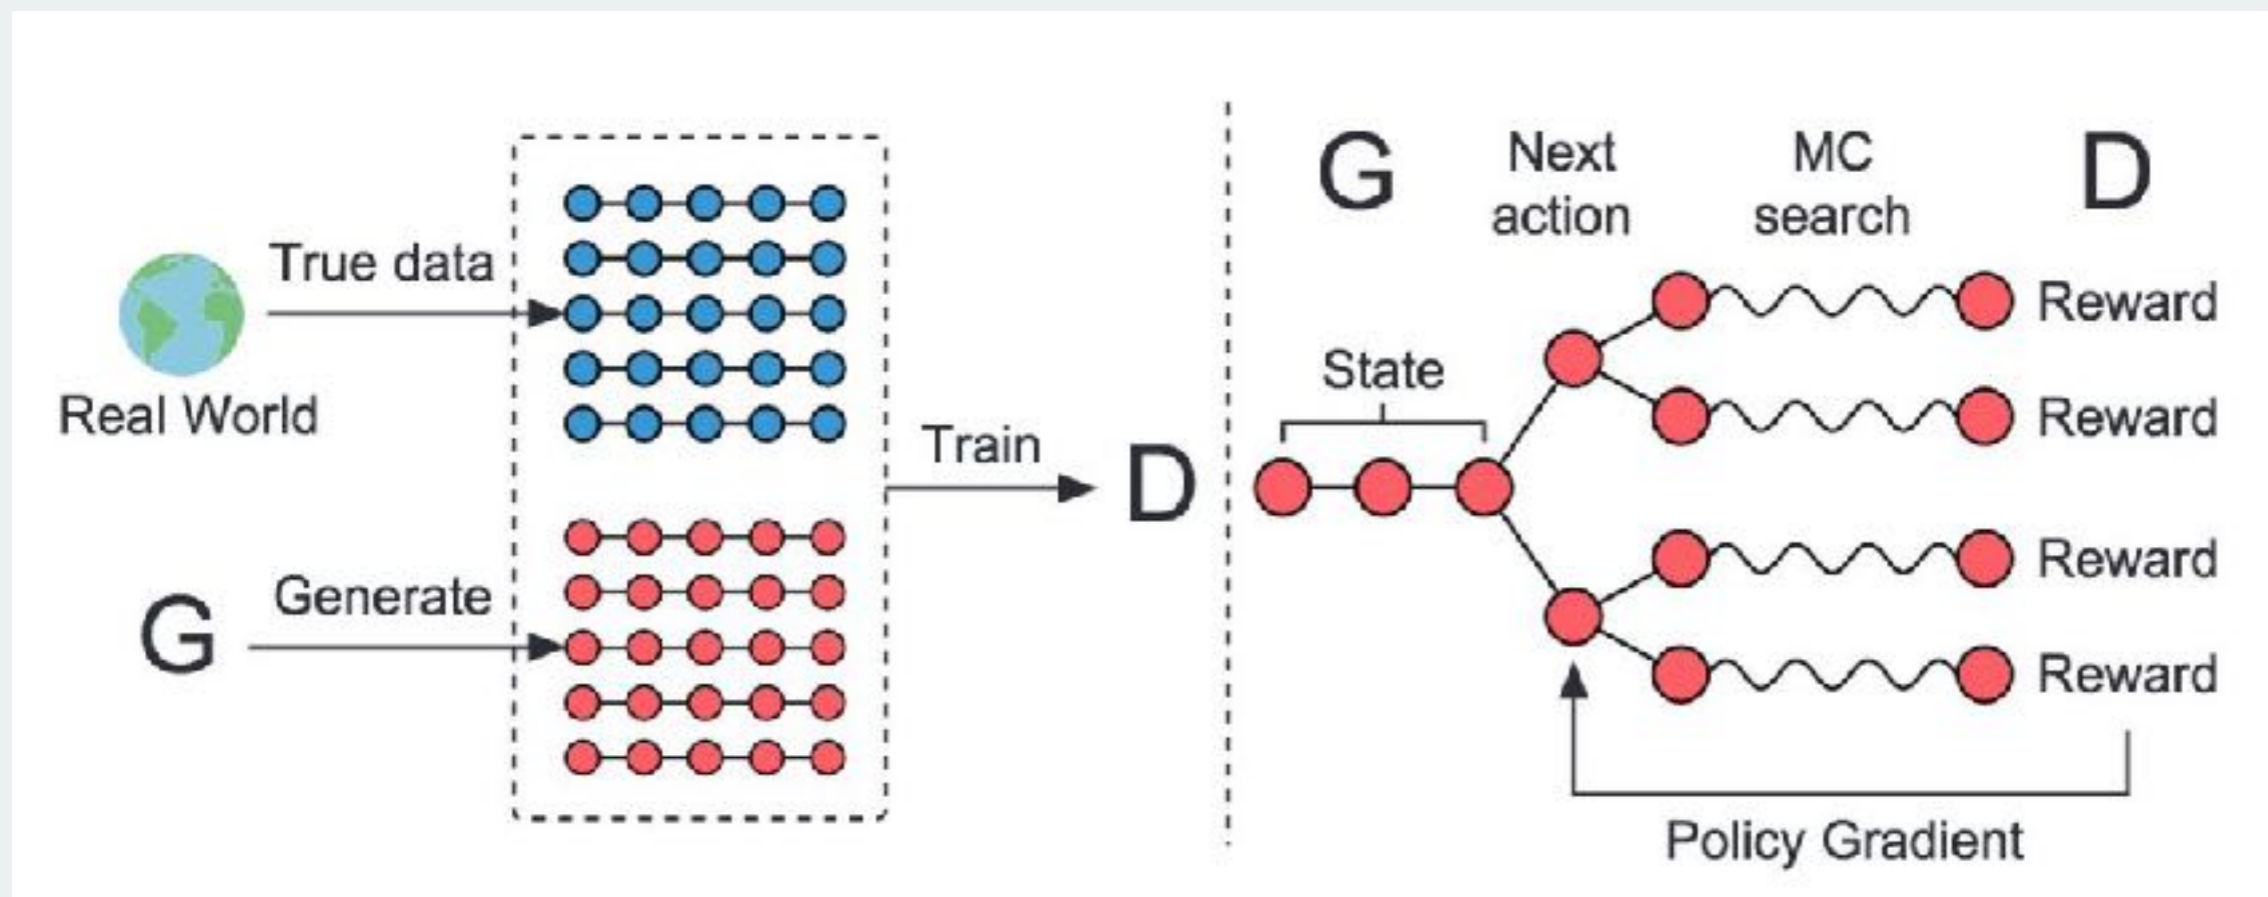 True data
Real World
G
Generate
Train
D
G
Next
action
MC
search
D
State
Reward
Reward
Reward
Reward
Policy Gradient